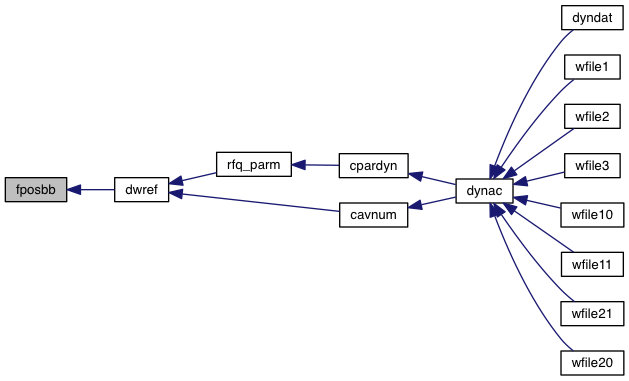 dyndat
wfile1
wfile2
rfq_parm
cpardyn
wfile3
fposbb
dwref
dynac
cavnum
wfile10
wfile11
wfile21
wfile20